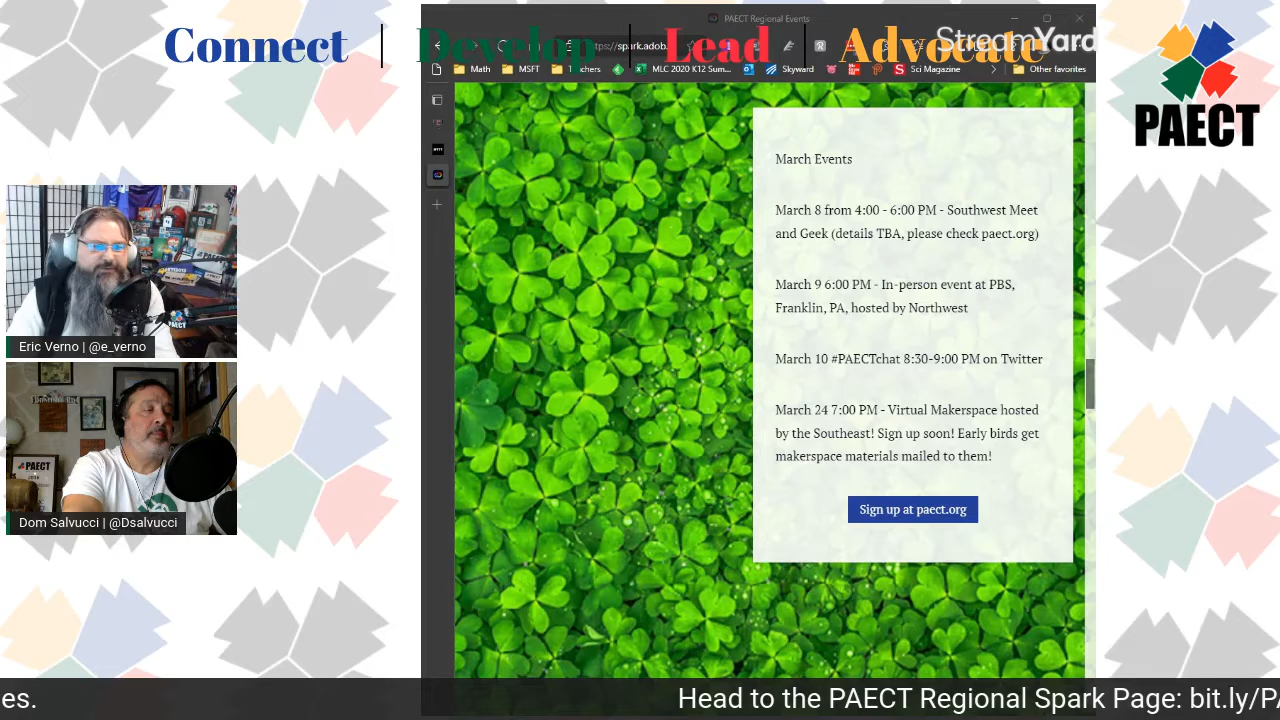 Connect
Develop
Lead
Advocate
StreamYard
PAECT Regional Events
spark.adob
Math
MSFT
MLC 2020 K12 Sum...
Skyward
Sci Magazine
Other favorites
PAECT
March Events
March 8 from 4:00 - 6:00 PM - Southwest Meet
and Geek (details TBA, please check paect.org)
March 9 6:00 PM - In-person event at PBS,
Franklin, PA, hosted by Northwest
March 10 #PAECTchat 8:30-9:00 PM on Twitter
March 24 7:00 PM - Virtual Makerspace hosted
by the Southeast! Sign up soon! Early birds get
makerspace materials mailed to them!
Sign up at paect.org
Eric Verno | @e_verno
PAECT
Dom Salvucci | @Dsalvucci
es.
Head to the PAECT Regional Spark Page: bit.ly/PA